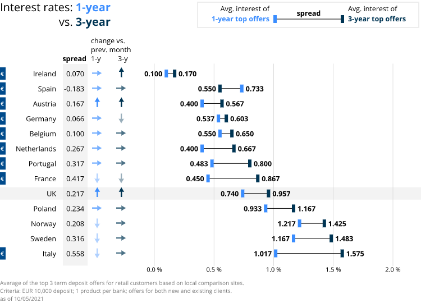 Interest rates: 1-year
vs. 3-year
Avg. interest of
1-year top offers
spread
Avg. interest of
3-year top offers
change vs.
prev. month
spread 1-y 3-y
€ Ireland 0.070 → ↑ 0.100 0.170
€ Spain -0.183 → → 0.550 0.733
€ Austria 0.167 ↑ ↑ 0.400 0.567
€ Germany 0.066 → ↓ 0.537 0.603
€ Belgium 0.100 → → 0.550 0.650
€ Netherlands 0.267 → → 0.400 0.667
€ Portugal 0.317 → → 0.483 0.800
€ France 0.417 ↓ ↓ 0.450 0.867
UK 0.217 ↑ ↑ 0.740 0.957
Poland 0.234 → → 0.933 1.167
Norway 0.208 ↓ → 1.217 1.425
Sweden 0.316 ↓ → 1.167 1.483
€ Italy 0.558 ↓ → 1.017 1.575
0.0 % 0.5 % 1.0 % 1.5 % 2.0 %
Average of the top 3 term deposit offers for retail customers based on local comparison sites.
Criteria: EUR 10,000 deposit; 1 product per bank; offers for both new and existing clients.
as of 10/05/2021